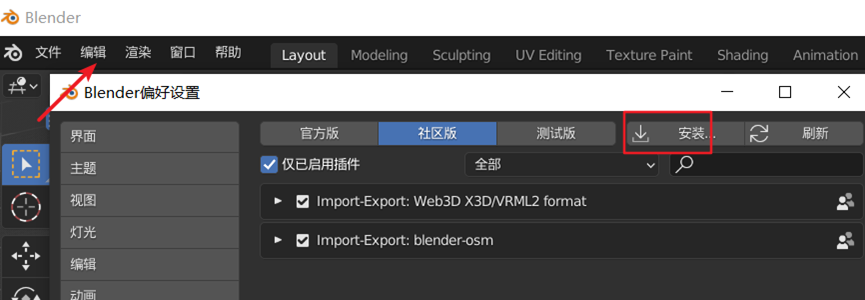 Blender
文件 编辑 渲染 窗口 帮助 Layout Modeling Sculpting UV Editing Texture Paint Shading Animation
Blender偏好设置
界面 官方版 社区版 测试版 安装... 刷新
主题 仅已启用插件 全部
视图 Import-Export: Web3D X3D/VRML2 format
灯光 Import-Export: blender-osm
编辑
动画